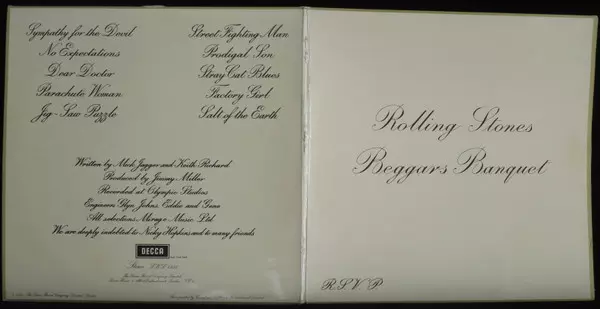 Sympathy for the Devil
No Expectations
Dear Doctor
Parachute Woman
Jig-Saw Puzzle
Street Fighting Man
Prodigal Son
Stray Cat Blues
Factory Girl
Salt of the Earth
Written by Mick Jagger and Keith Richard
Produced by Jimmy Miller
Recorded at Olympic Studios
Engineers Glyn Johns, Eddie and Gene
All selections Mirage Music Ltd
We are deeply indebted to Nicky Hopkins and to many friends
DECCA
Rolling Stones
Beggars Banquet
R.S.V.P.